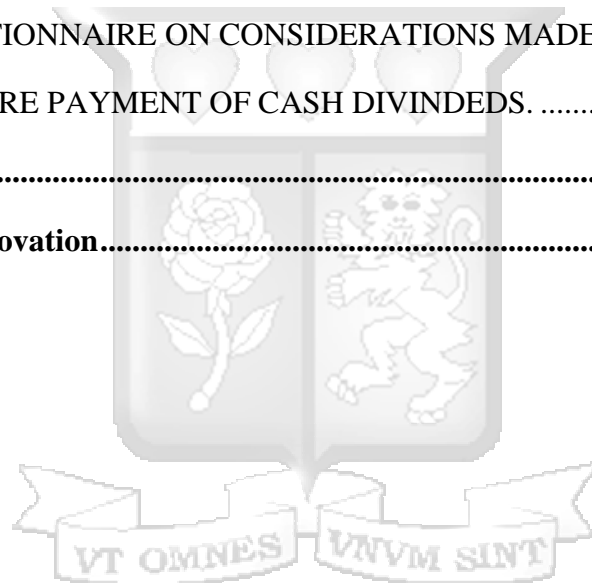 TIONNAIRE ON CONSIDERATIONS MADE
RE PAYMENT OF CASH DIVINDEDS. ........
................................................................................
ovation................................................................................
VT OMNES VNVM SINT